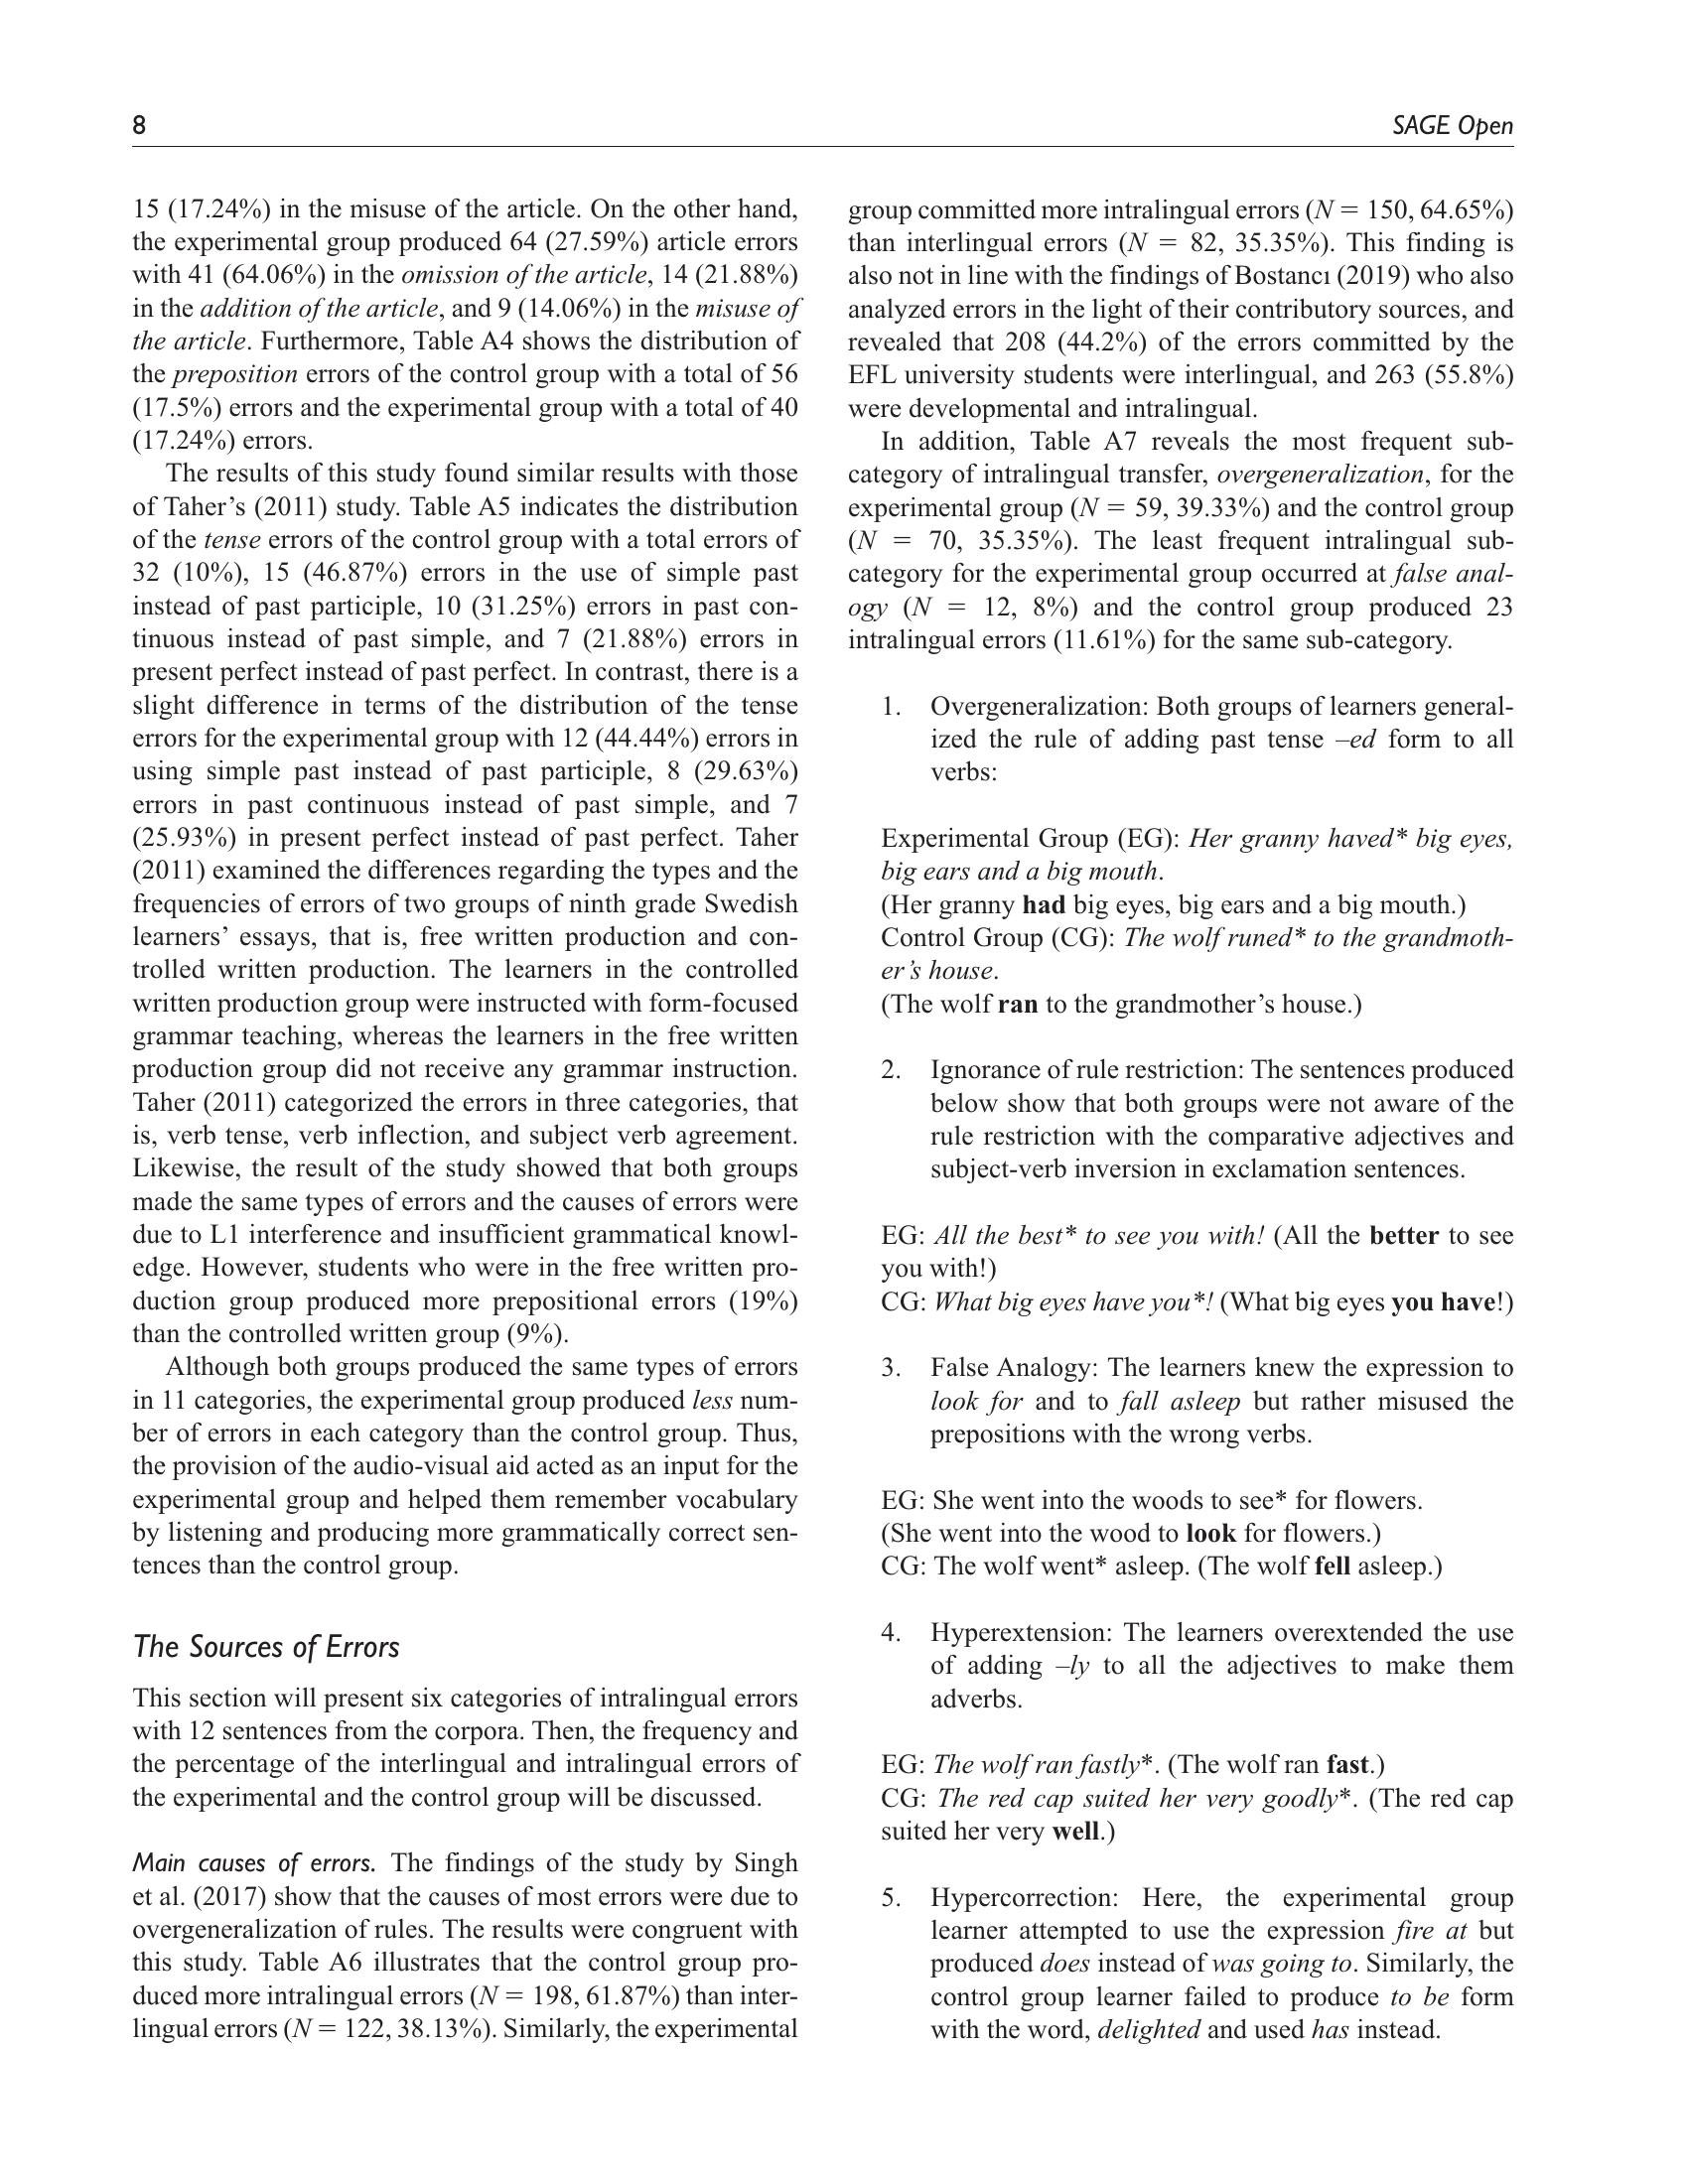 8
SAGE Open
15 (17.24%) in the misuse of the article. On the other hand,
the experimental group produced 64 (27.59%) article errors
with 41 (64.06%) in the omission of the article, 14 (21.88%)
in the addition of the article, and 9 (14.06%) in the misuse of
the article. Furthermore, Table A4 shows the distribution of
the preposition errors of the control group with a total of 56
(17.5%) errors and the experimental group with a total of 40
(17.24%) errors.
The results of this study found similar results with those
of Taher’s (2011) study. Table A5 indicates the distribution
of the tense errors of the control group with a total errors of
32 (10%), 15 (46.87%) errors in the use of simple past
instead of past participle, 10 (31.25%) errors in past con-
tinuous instead of past simple, and 7 (21.88%) errors in
present perfect instead of past perfect. In contrast, there is a
slight difference in terms of the distribution of the tense
errors for the experimental group with 12 (44.44%) errors in
using simple past instead of past participle, 8 (29.63%)
errors in past continuous instead of past simple, and 7
(25.93%) in present perfect instead of past perfect. Taher
(2011) examined the differences regarding the types and the
frequencies of errors of two groups of ninth grade Swedish
learners’ essays, that is, free written production and con-
trolled written production. The learners in the controlled
written production group were instructed with form-focused
grammar teaching, whereas the learners in the free written
production group did not receive any grammar instruction.
Taher (2011) categorized the errors in three categories, that
is, verb tense, verb inflection, and subject verb agreement.
Likewise, the result of the study showed that both groups
made the same types of errors and the causes of errors were
due to L1 interference and insufficient grammatical knowl-
edge. However, students who were in the free written pro-
duction group produced more prepositional errors (19%)
than the controlled written group (9%).
Although both groups produced the same types of errors
in 11 categories, the experimental group produced less num-
ber of errors in each category than the control group. Thus,
the provision of the audio-visual aid acted as an input for the
experimental group and helped them remember vocabulary
by listening and producing more grammatically correct sen-
tences than the control group.
The Sources of Errors
This section will present six categories of intralingual errors
with 12 sentences from the corpora. Then, the frequency and
the percentage of the interlingual and intralingual errors of
the experimental and the control group will be discussed.
Main causes of errors. The findings of the study by Singh
et al. (2017) show that the causes of most errors were due to
overgeneralization of rules. The results were congruent with
this study. Table A6 illustrates that the control group pro-
duced more intralingual errors (N = 198, 61.87%) than inter-
lingual errors (N = 122, 38.13%). Similarly, the experimental
group committed more intralingual errors (N = 150, 64.65%)
than interlingual errors (N = 82, 35.35%). This finding is
also not in line with the findings of Bostancı (2019) who also
analyzed errors in the light of their contributory sources, and
revealed that 208 (44.2%) of the errors committed by the
EFL university students were interlingual, and 263 (55.8%)
were developmental and intralingual.
In addition, Table A7 reveals the most frequent sub-
category of intralingual transfer, overgeneralization, for the
experimental group (N = 59, 39.33%) and the control group
(N = 70, 35.35%). The least frequent intralingual sub-
category for the experimental group occurred at false anal-
ogy (N = 12, 8%) and the control group produced 23
intralingual errors (11.61%) for the same sub-category.
1. Overgeneralization: Both groups of learners general-
ized the rule of adding past tense –ed form to all
verbs:
Experimental Group (EG): Her granny haved* big eyes,
big ears and a big mouth.
(Her granny had big eyes, big ears and a big mouth.)
Control Group (CG): The wolf runed* to the grandmoth-
er’s house.
(The wolf ran to the grandmother’s house.)
2. Ignorance of rule restriction: The sentences produced
below show that both groups were not aware of the
rule restriction with the comparative adjectives and
subject-verb inversion in exclamation sentences.
EG: All the best* to see you with! (All the better to see
you with!)
CG: What big eyes have you*! (What big eyes you have!)
3. False Analogy: The learners knew the expression to
look for and to fall asleep but rather misused the
prepositions with the wrong verbs.
EG: She went into the woods to see* for flowers.
(She went into the wood to look for flowers.)
CG: The wolf went* asleep. (The wolf fell asleep.)
4. Hyperextension: The learners overextended the use
of adding –ly to all the adjectives to make them
adverbs.
EG: The wolf ran fastly*. (The wolf ran fast.)
CG: The red cap suited her very goodly*. (The red cap
suited her very well.)
5. Hypercorrection: Here, the experimental group
learner attempted to use the expression fire at but
produced does instead of was going to. Similarly, the
control group learner failed to produce to be form
with the word, delighted and used has instead.